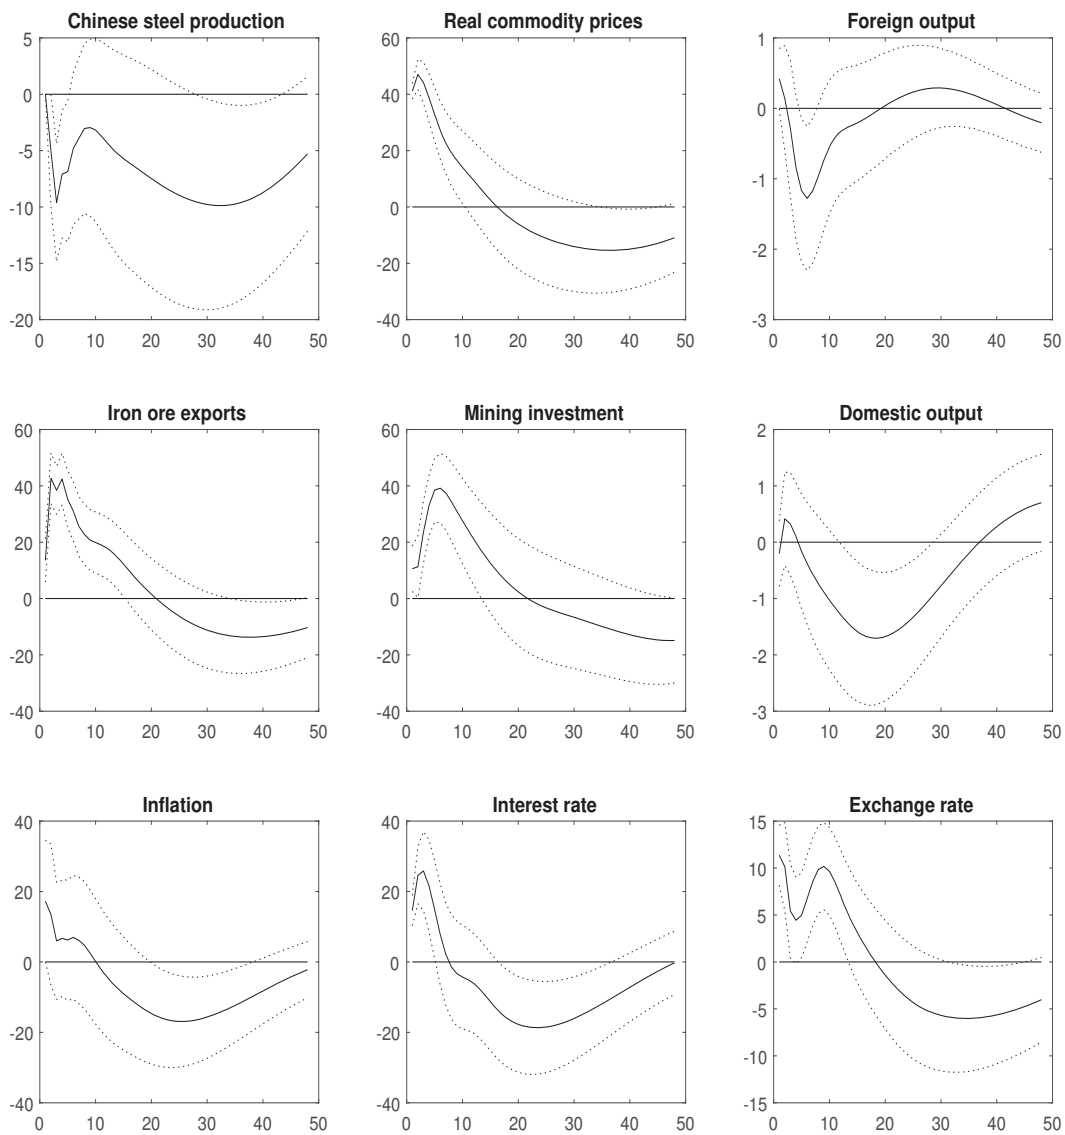 Chinese steel production
5
0
-5
-10
-15
-20
0 10 20 30 40 50
Real commodity prices
60
40
20
0
-20
-40
0 10 20 30 40 50
Foreign output
1
0
-1
-2
-3
0 10 20 30 40 50
Iron ore exports
60
40
20
0
-20
-40
0 10 20 30 40 50
Mining investment
60
40
20
0
-20
-40
0 10 20 30 40 50
Domestic output
2
1
0
-1
-2
-3
0 10 20 30 40 50
Inflation
40
20
0
-20
-40
0 10 20 30 40 50
Interest rate
40
20
0
-20
-40
0 10 20 30 40 50
Exchange rate
15
10
5
0
-5
-10
-15
0 10 20 30 40 50